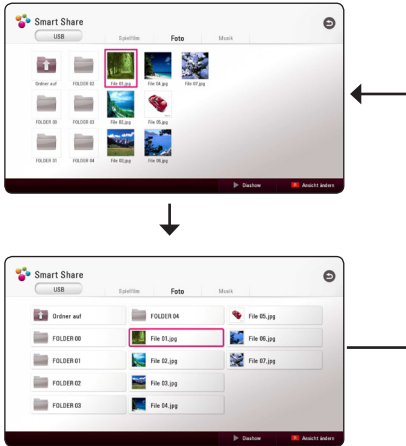 Smart Share
USB
Spielfilm Foto Musik
Ordner auf FOLDER 02 File 01.jpg File 04.jpg File 07.jpg
FOLDER 00 FOLDER 03 File 02.jpg File 05.jpg
FOLDER 01 FOLDER 04 File 03.jpg File 06.jpg
Diashow Ansicht ändern
Smart Share
USB
Spielfilm Foto Musik
Ordner auf FOLDER 04 File 05.jpg
FOLDER 00 File 01.jpg File 06.jpg
FOLDER 01 File 02.jpg File 07.jpg
FOLDER 02 File 03.jpg
FOLDER 03 File 04.jpg
Diashow Ansicht ändern